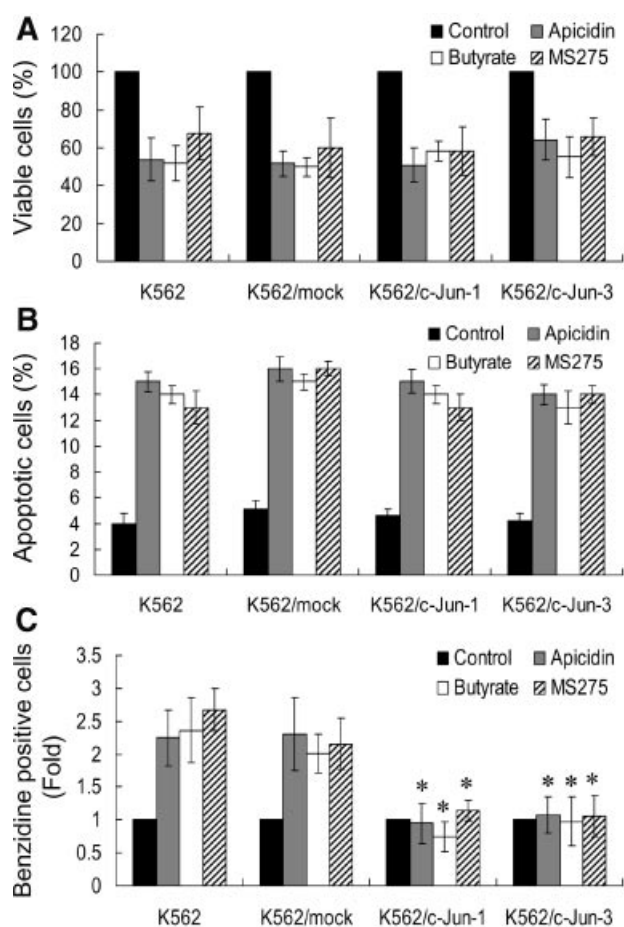 A
Control Apicidin
Butyrate MS275
Viable cells (%)
120
100
80
60
40
20
0
K562 K562/mock K562/c-Jun-1 K562/c-Jun-3
B
Control Apicidin
Butyrate MS275
Apoptotic cells (%)
18
16
14
12
10
8
6
4
2
0
K562 K562/mock K562/c-Jun-1 K562/c-Jun-3
C
Control Apicidin
Butyrate MS275
Benzidine positive cells
(Fold)
3.5
3
2.5
2
1.5
1
0.5
0
* * * * * *
K562 K562/mock K562/c-Jun-1 K562/c-Jun-3